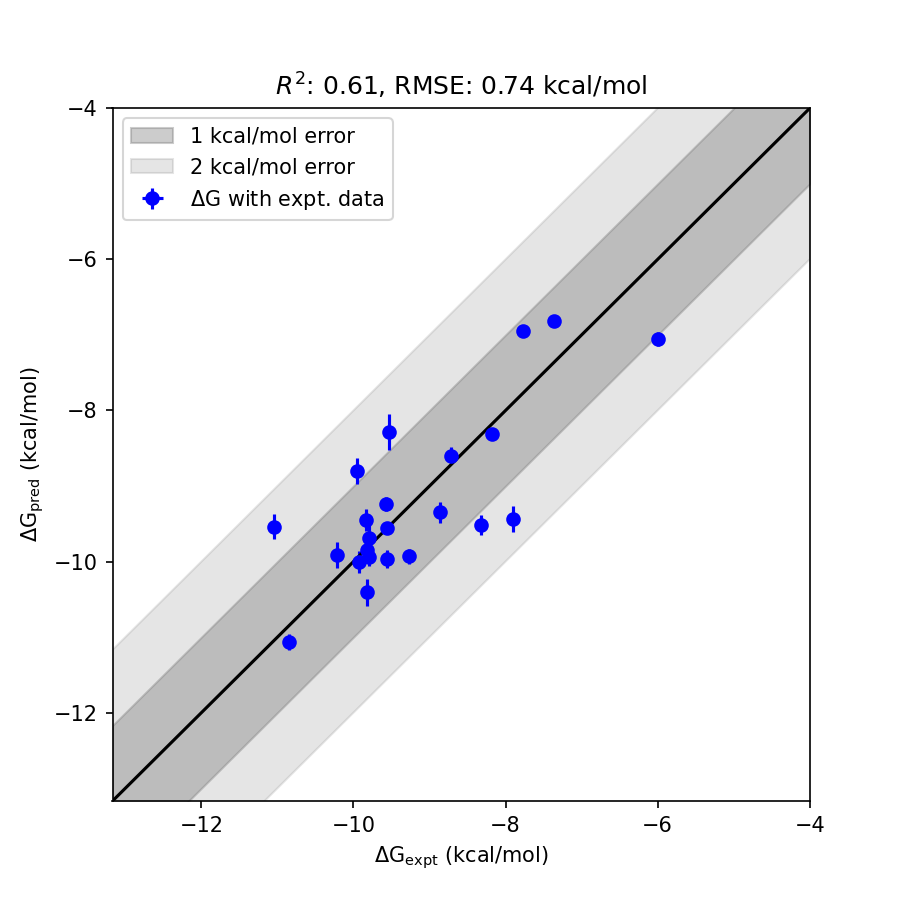 R²: 0.61, RMSE: 0.74 kcal/mol
1 kcal/mol error
2 kcal/mol error
ΔG with expt. data
−4
−6
−8
−10
−12
ΔGpred (kcal/mol)
−12 −10 −8 −6 −4
ΔGexpt (kcal/mol)